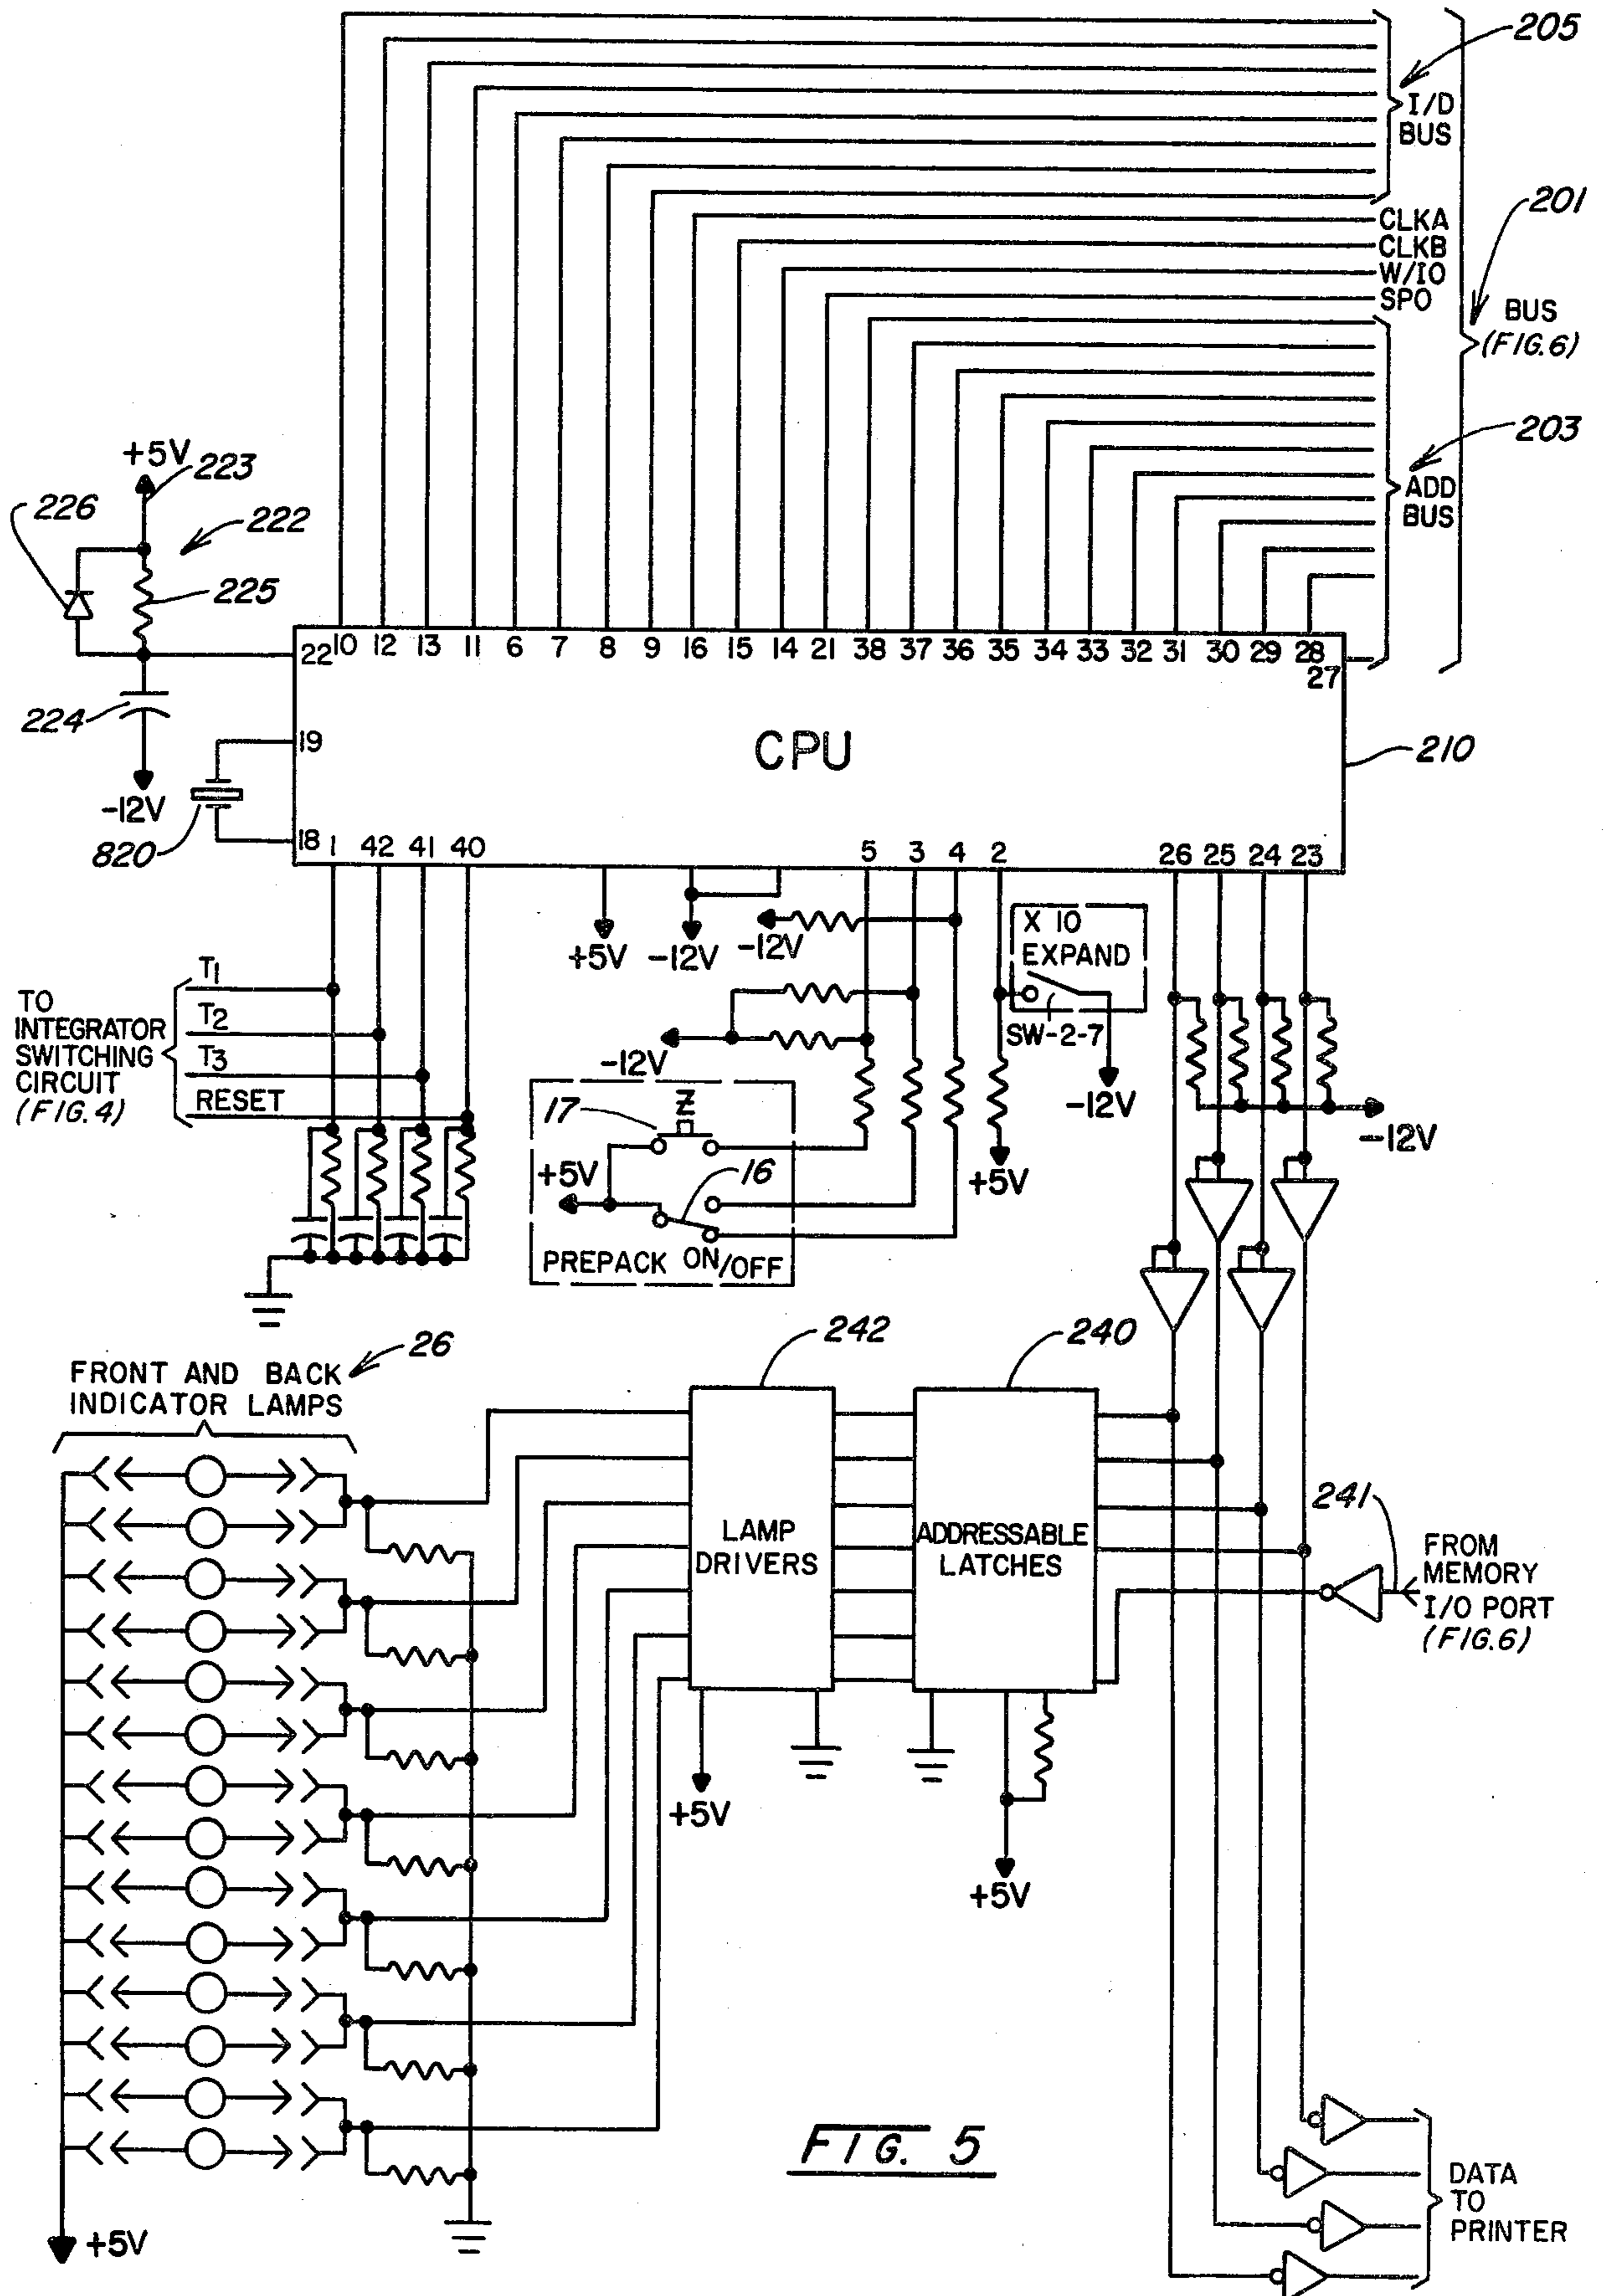 205
I/D
BUS
CLKA
CLKB
W/IO
SPO
201
BUS
(FIG.6)
203
ADD
BUS
+5V
223
226
222
225
224
-12V
820
22 10 12 13 11 6 7 8 9 16 15 14 21 38 37 36 35 34 33 32 31 30 29 28
27
19
CPU
210
18 1 42 41 40 5 3 4 2 26 25 24 23
+5V -12V -12V
X 10
EXPAND
SW-2-7
-12V
TO
INTEGRATOR
SWITCHING
CIRCUIT
(FIG.4)
T1
T2
T3
RESET
-12V
17
Z
+5V
16
PREPACK ON/OFF
+5V
-12V
FRONT AND BACK
INDICATOR LAMPS
26
242
240
LAMP
DRIVERS
ADDRESSABLE
LATCHES
241
FROM
MEMORY
I/O PORT
(FIG.6)
+5V
+5V
+5V
FIG. 5
DATA
TO
PRINTER